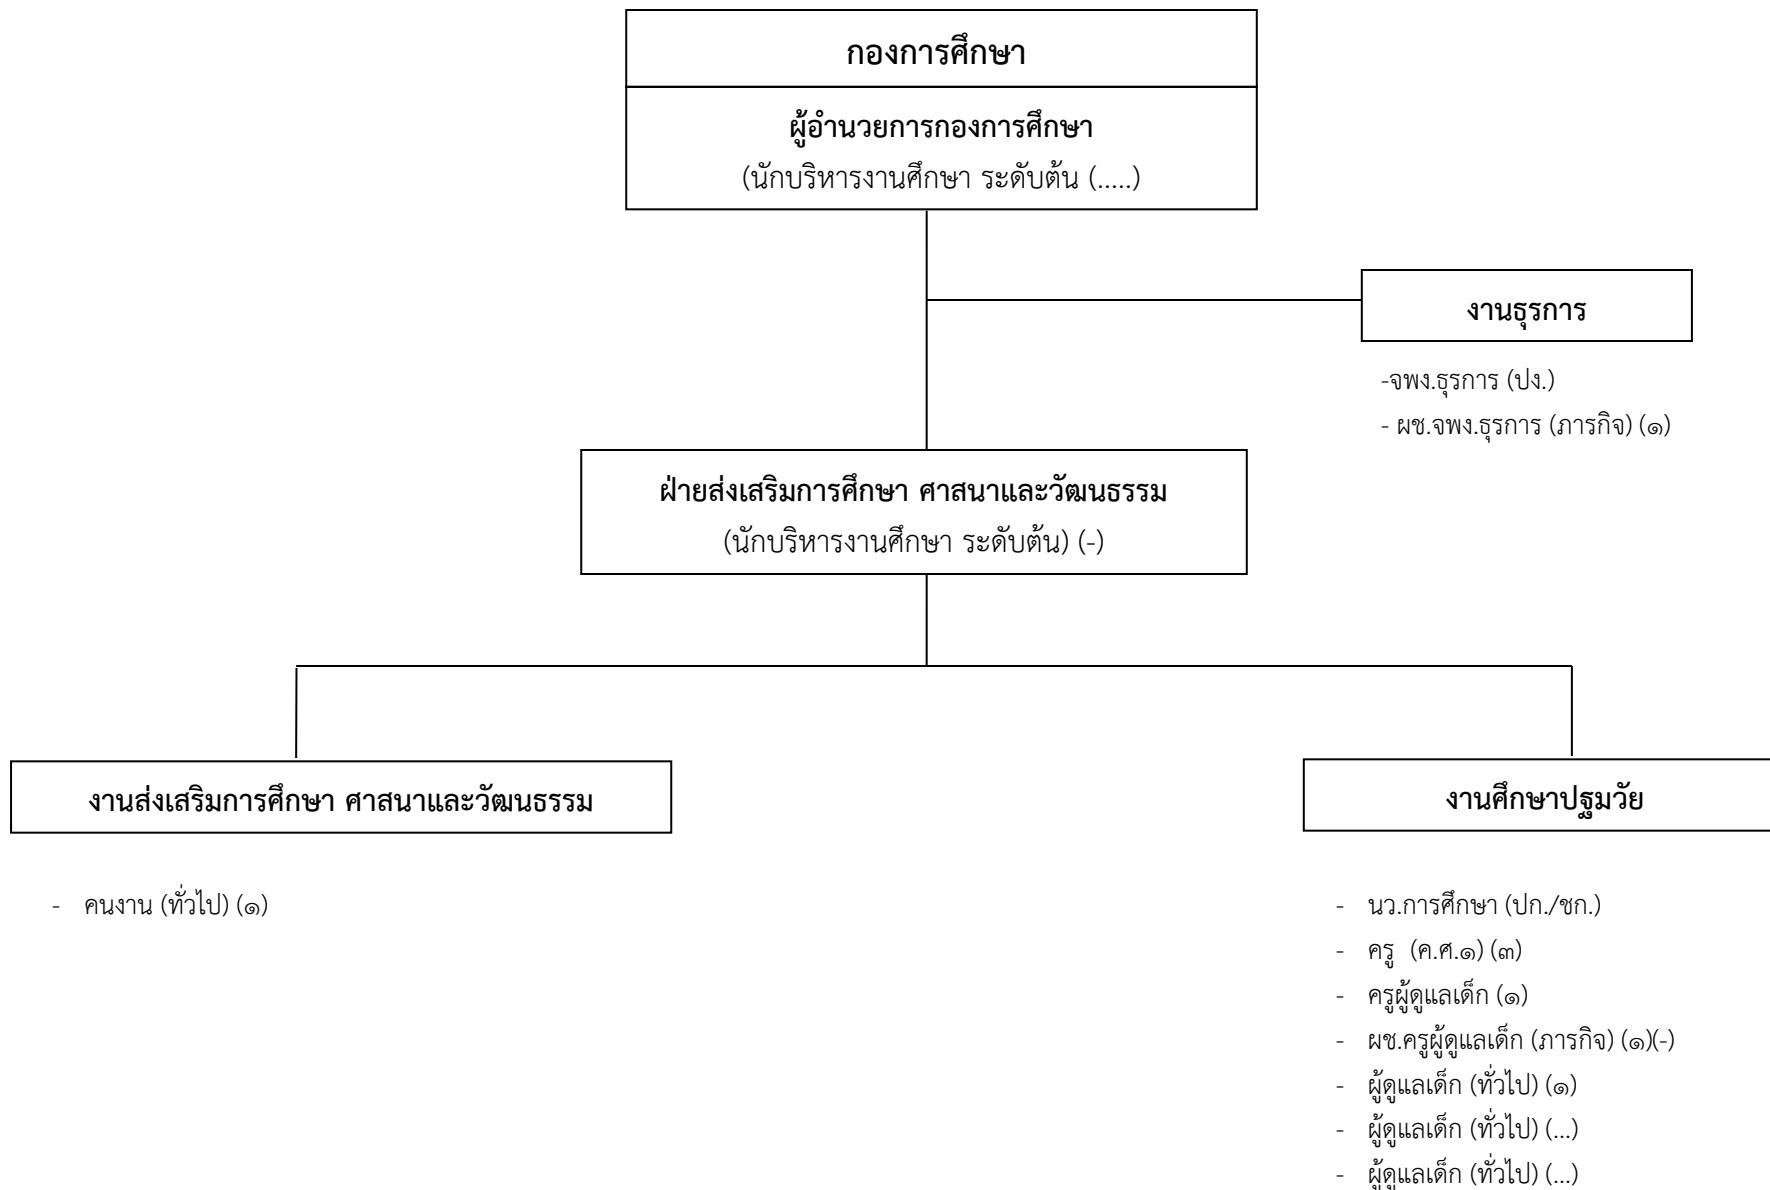 กองการศึกษา
ผู้อำนวยการกองการศึกษา
(นักบริหารงานศึกษา ระดับต้น (.....)
งานธุรการ
-จพง.ธุรการ (ปง.)
- ผช.จพง.ธุรการ (ภารกิจ) (๑)
ฝ่ายส่งเสริมการศึกษา ศาสนาและวัฒนธรรม
(นักบริหารงานศึกษา ระดับต้น) (-)
งานส่งเสริมการศึกษา ศาสนาและวัฒนธรรม
- คนงาน (ทั่วไป) (๑)
งานศึกษาปฐมวัย
- นว.การศึกษา (ปก./ชก.)
- ครู (ค.ศ.๑) (๓)
- ครูผู้ดูแลเด็ก (๑)
- ผช.ครูผู้ดูแลเด็ก (ภารกิจ) (๑)(-)
- ผู้ดูแลเด็ก (ทั่วไป) (๑)
- ผู้ดูแลเด็ก (ทั่วไป) (...)
- ผู้ดูแลเด็ก (ทั่วไป) (...)